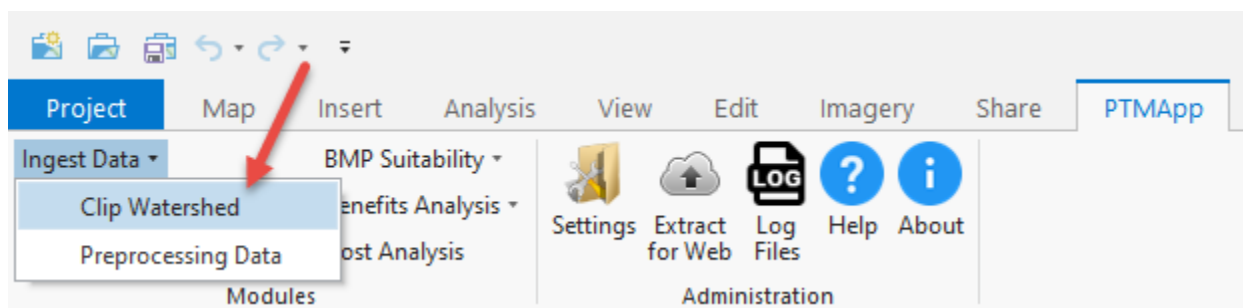 Project Map Insert Analysis View Edit Imagery Share PTMApp
Ingest Data BMP Suitability
Clip Watershed enefits Analysis
Preprocessing Data ost Analysis
Modules
LOG
?
i
Settings Extract for Web Log Files Help About
Administration